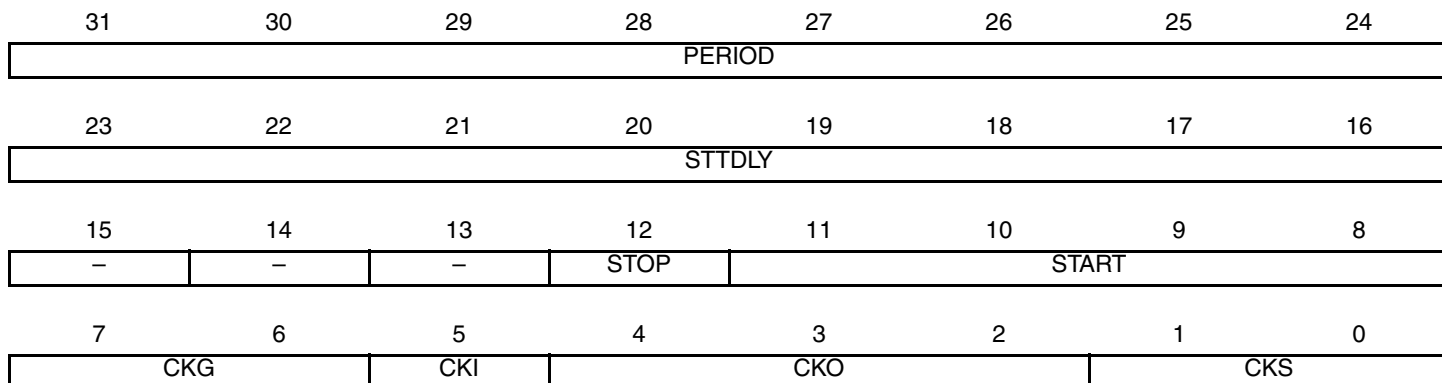 31 30 29 28 27 26 25 24
PERIOD
23 22 21 20 19 18 17 16
STTDLY
15 14 13 12 11 10 9 8
– – – STOP START
7 6 5 4 3 2 1 0
CKG CKI CKO CKS